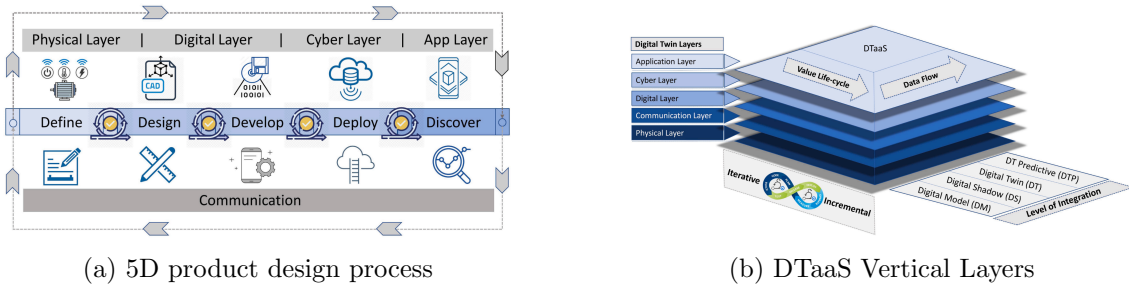 Physical Layer | Digital Layer | Cyber Layer | App Layer
CAD
01011
100101
Define Design Develop Deploy Discover
Communication
(a) 5D product design process
Digital Twin Layers
Application Layer
Cyber Layer
Digital Layer
Communication Layer
Physical Layer
DTaaS
Value Life-cycle
Data Flow
Iterative
Incremental
DT Predictive (DTP)
Digital Twin (DT)
Digital Shadow (DS)
Digital Model (DM)
Level of Integration
(b) DTaaS Vertical Layers